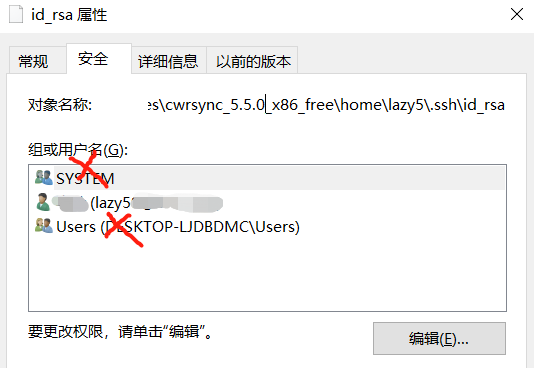 id_rsa 属性
常规 安全 详细信息 以前的版本
对象名称: es\cwrsync_5.5.0_x86_free\home\lazy5\.ssh\id_rsa
组或用户名(G):
SYSTEM
(lazy5
Users (DESKTOP-LJDBDMC\Users)
要更改权限，请单击“编辑”。
编辑(E)...